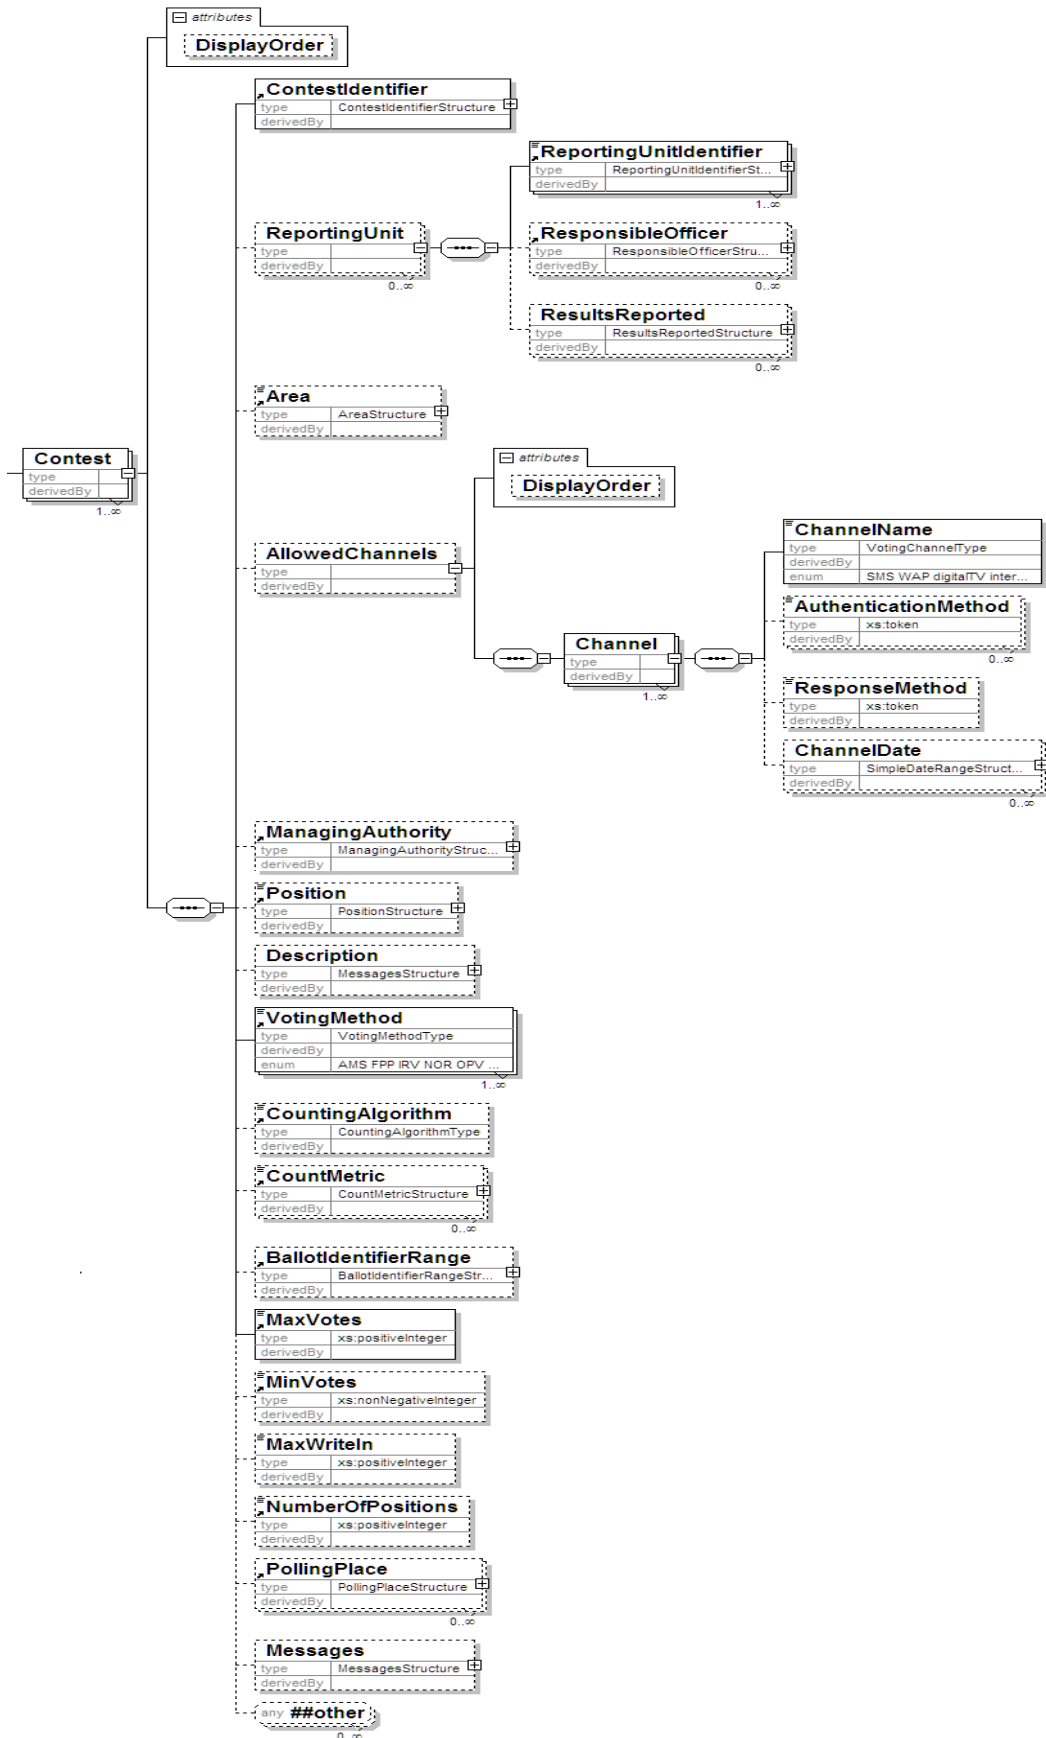 attributes
DisplayOrder
ContestIdentifier
type ContestIdentifierStructure
derivedBy
ReportingUnitIdentifier
type ReportingUnitIdentifierSt...
derivedBy
1..∞
ReportingUnit
type
derivedBy
0..∞
ResponsibleOfficer
type ResponsibleOfficerStru...
derivedBy
0..∞
ResultsReported
type ResultsReportedStructure
derivedBy
0..∞
Area
type AreaStructure
derivedBy
Contest
type
derivedBy
1..∞
attributes
DisplayOrder
AllowedChannels
type
derivedBy
ChannelName
type VotingChannelType
derivedBy
enum SMS WAP digitalTV inter...
AuthenticationMethod
type xs:token
derivedBy
0..∞
Channel
type
derivedBy
1..∞
ResponseMethod
type xs:token
derivedBy
ChannelDate
type SimpleDateRangeStruct...
derivedBy
0..∞
ManagingAuthority
type ManagingAuthorityStruc...
derivedBy
Position
type PositionStructure
derivedBy
Description
type MessagesStructure
derivedBy
VotingMethod
type VotingMethodType
derivedBy
enum AMS FPP IRV NOR OPV ...
1..∞
CountingAlgorithm
type CountingAlgorithmType
derivedBy
CountMetric
type CountMetricStructure
derivedBy
0..∞
BallotIdentifierRange
type BallotIdentifierRangeStr...
derivedBy
MaxVotes
type xs:positiveInteger
derivedBy
MinVotes
type xs:nonNegativeInteger
derivedBy
MaxWriteIn
type xs:positiveInteger
derivedBy
NumberOfPositions
type xs:positiveInteger
derivedBy
PollingPlace
type PollingPlaceStructure
derivedBy
0..∞
Messages
type MessagesStructure
derivedBy
any ##other
0..∞